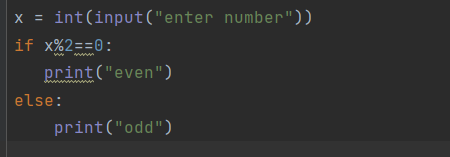 x = int(input("enter number"))
if x%2==0:
   print("even")
else:
    print("odd")